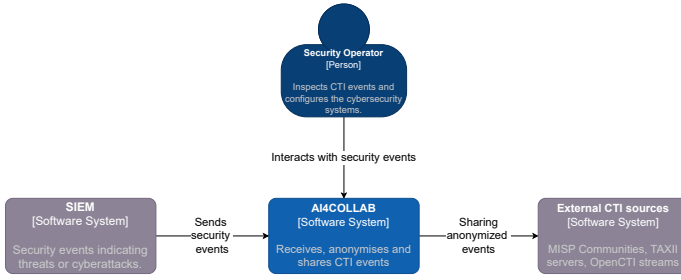 Security Operator
[Person]
Inspects CTI events and
configures the cybersecurity
systems.
Interacts with security events
SIEM
[Software System]
Security events indicating
threats or cyberattacks.
Sends
security
events
AI4COLLAB
[Software System]
Receives, anonymises and
shares CTI events
Sharing
anonymized
events
External CTI sources
[Software System]
MISP Communities, TAXII
servers, OpenCTI streams